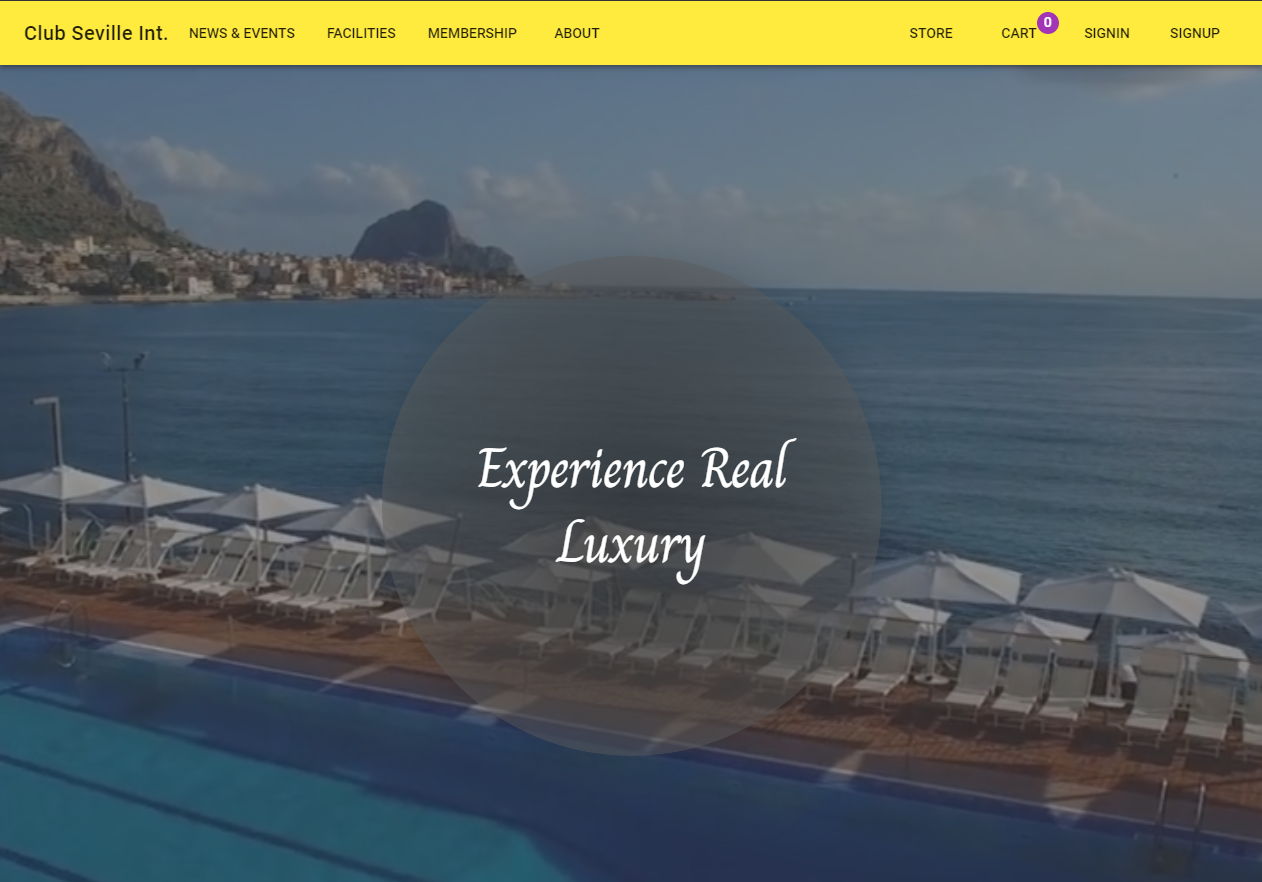 Club Seville Int. NEWS & EVENTS FACILITIES MEMBERSHIP ABOUT STORE CART 0 SIGNIN SIGNUP
Experience Real
Luxury